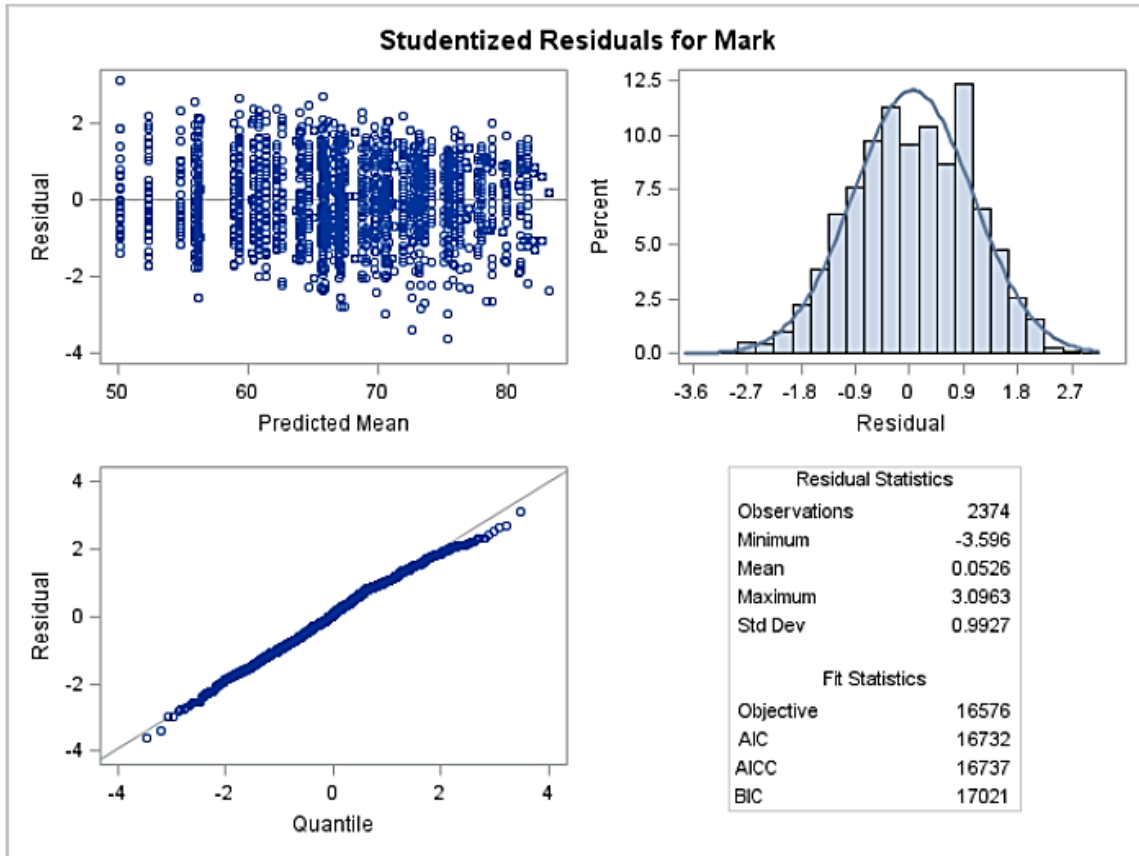 Studentized Residuals for Mark
2
0
-2
-4
Residual
50 60 70 80
Predicted Mean
12.5
10.0
7.5
5.0
2.5
0.0
Percent
-3.6 -2.7 -1.8 -0.9 0 0.9 1.8 2.7
Residual
4
2
0
-2
-4
Residual
-4 -2 0 2 4
Quantile
Residual Statistics
Observations 2374
Minimum -3.596
Mean 0.0526
Maximum 3.0963
Std Dev 0.9927
Fit Statistics
Objective 16576
AIC 16732
AICC 16737
BIC 17021